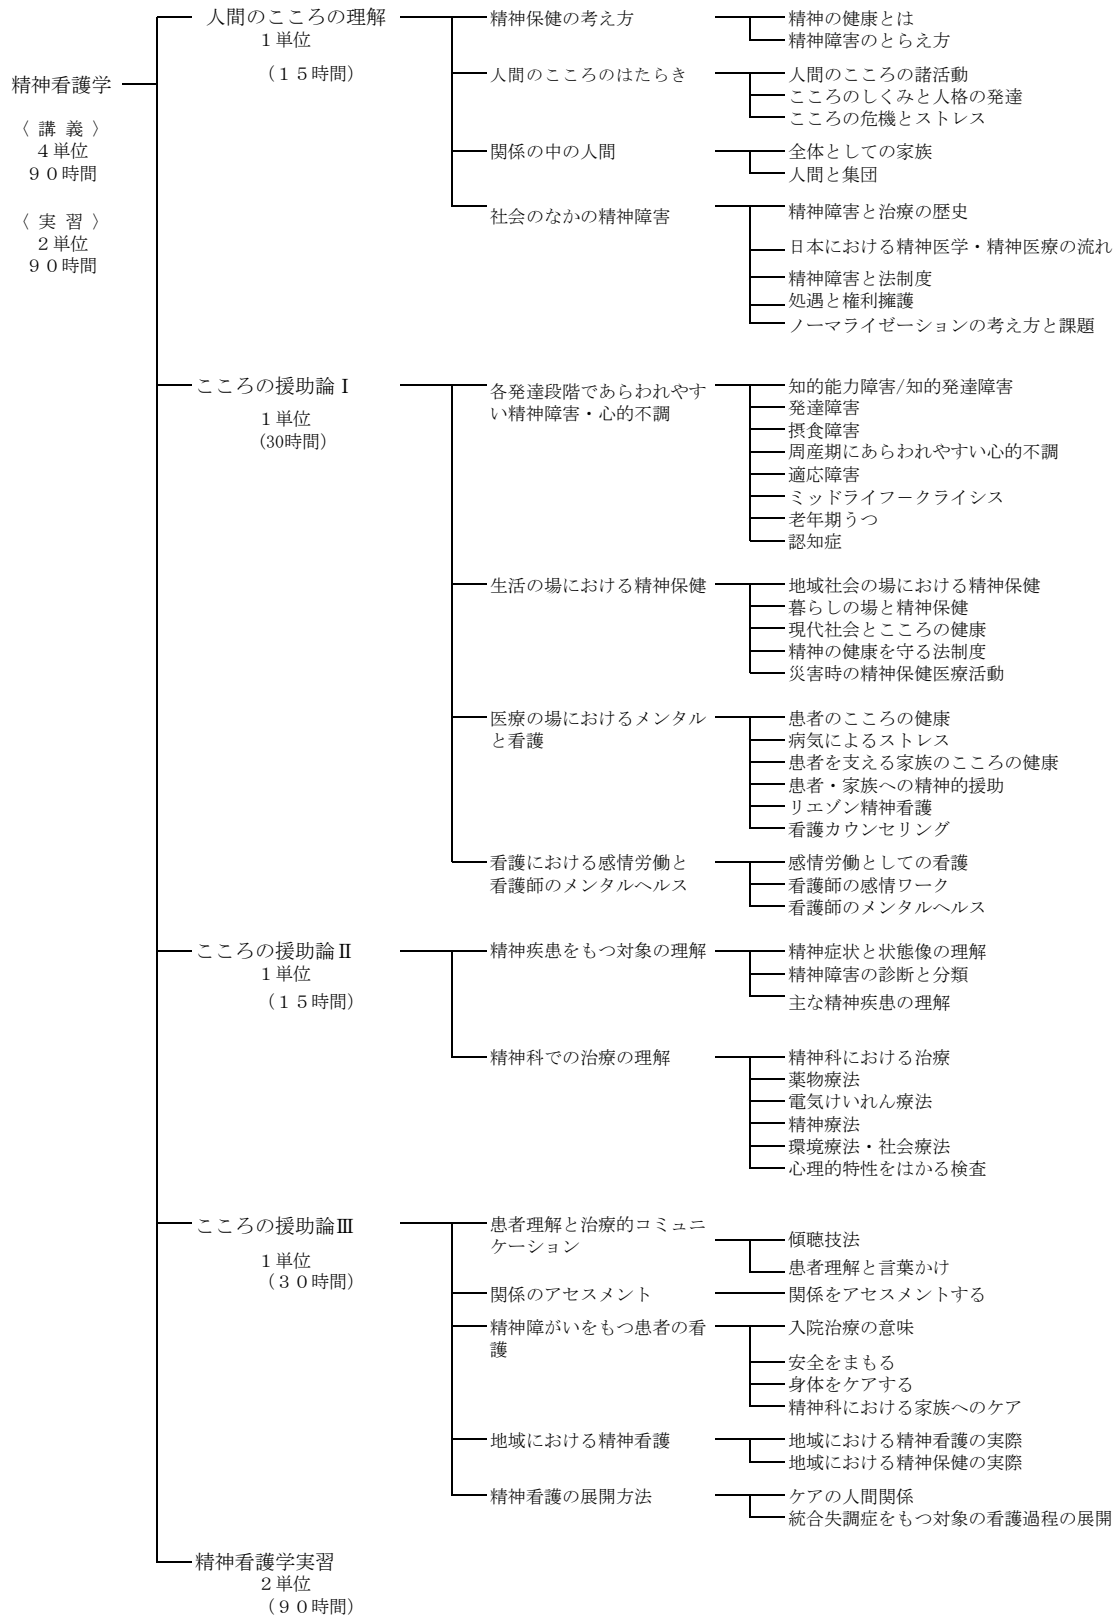 精神看護学
〈 講 義 〉
４単位
９０時間
〈 実 習 〉
２単位
９０時間
人間のこころの理解
１単位
（１５時間）
精神保健の考え方
精神の健康とは
精神障害のとらえ方
人間のこころのはたらき
人間のこころの諸活動
こころのしくみと人格の発達
こころの危機とストレス
関係の中の人間
全体としての家族
人間と集団
社会のなかの精神障害
精神障害と治療の歴史
日本における精神医学・精神医療の流れ
精神障害と法制度
処遇と権利擁護
ノーマライゼーションの考え方と課題
こころの援助論Ⅰ
１単位
(30時間)
各発達段階であらわれやす
い精神障害・心的不調
知的能力障害/知的発達障害
発達障害
摂食障害
周産期にあらわれやすい心的不調
適応障害
ミッドライフ－クライシス
老年期うつ
認知症
生活の場における精神保健
地域社会の場における精神保健
暮らしの場と精神保健
現代社会とこころの健康
精神の健康を守る法制度
災害時の精神保健医療活動
医療の場におけるメンタル
と看護
患者のこころの健康
病気によるストレス
患者を支える家族のこころの健康
患者・家族への精神的援助
リエゾン精神看護
看護カウンセリング
看護における感情労働と
看護師のメンタルヘルス
感情労働としての看護
看護師の感情ワーク
看護師のメンタルヘルス
こころの援助論Ⅱ
１単位
（１５時間）
精神疾患をもつ対象の理解
精神症状と状態像の理解
精神障害の診断と分類
主な精神疾患の理解
精神科での治療の理解
精神科における治療
薬物療法
電気けいれん療法
精神療法
環境療法・社会療法
心理的特性をはかる検査
こころの援助論Ⅲ
１単位
（３０時間）
患者理解と治療的コミュニ
ケーション
傾聴技法
患者理解と言葉かけ
関係のアセスメント
関係をアセスメントする
精神障がいをもつ患者の看
護
入院治療の意味
安全をまもる
身体をケアする
精神科における家族へのケア
地域における精神看護
地域における精神看護の実際
地域における精神保健の実際
精神看護の展開方法
ケアの人間関係
統合失調症をもつ対象の看護過程の展開
精神看護学実習
２単位
（９０時間）